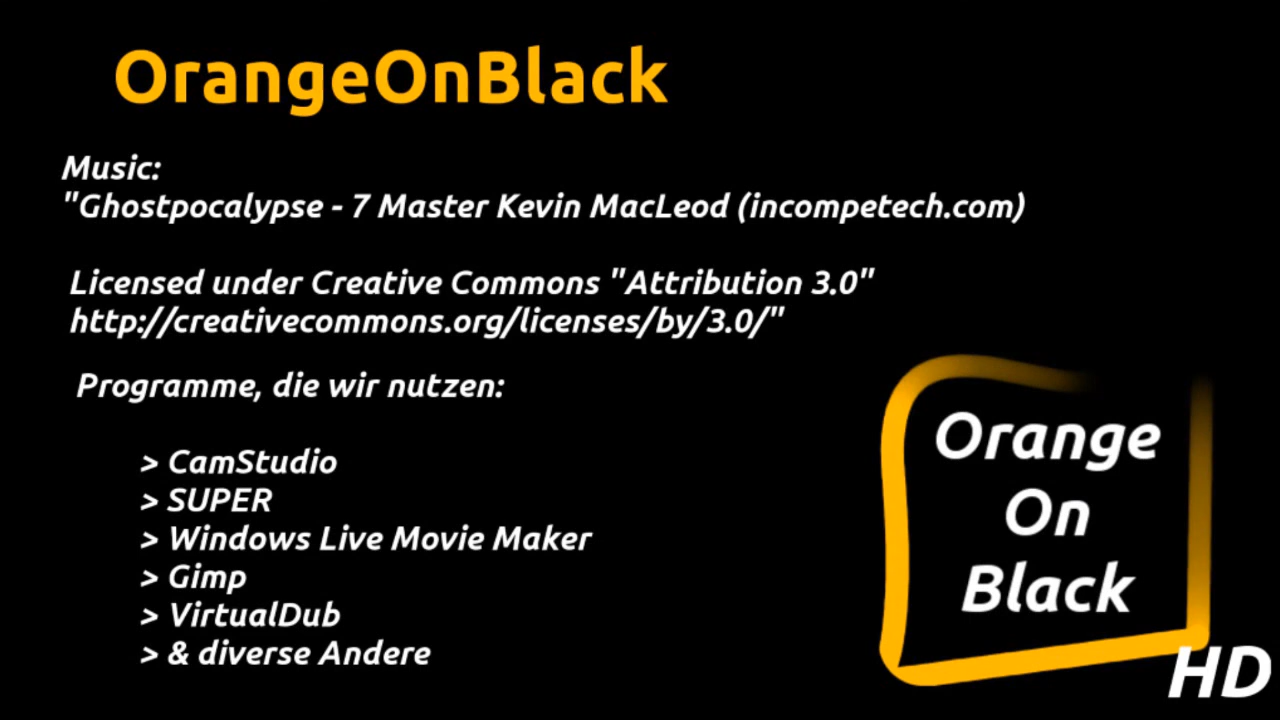 OrangeOnBlack
Music:
"Ghostpocalypse - 7 Master Kevin MacLeod (incompetech.com)
Licensed under Creative Commons "Attribution 3.0"
http://creativecommons.org/licenses/by/3.0/"
Programme, die wir nutzen:
> CamStudio
> SUPER
> Windows Live Movie Maker
> Gimp
> VirtualDub
> & diverse Andere
Orange
On
Black
HD